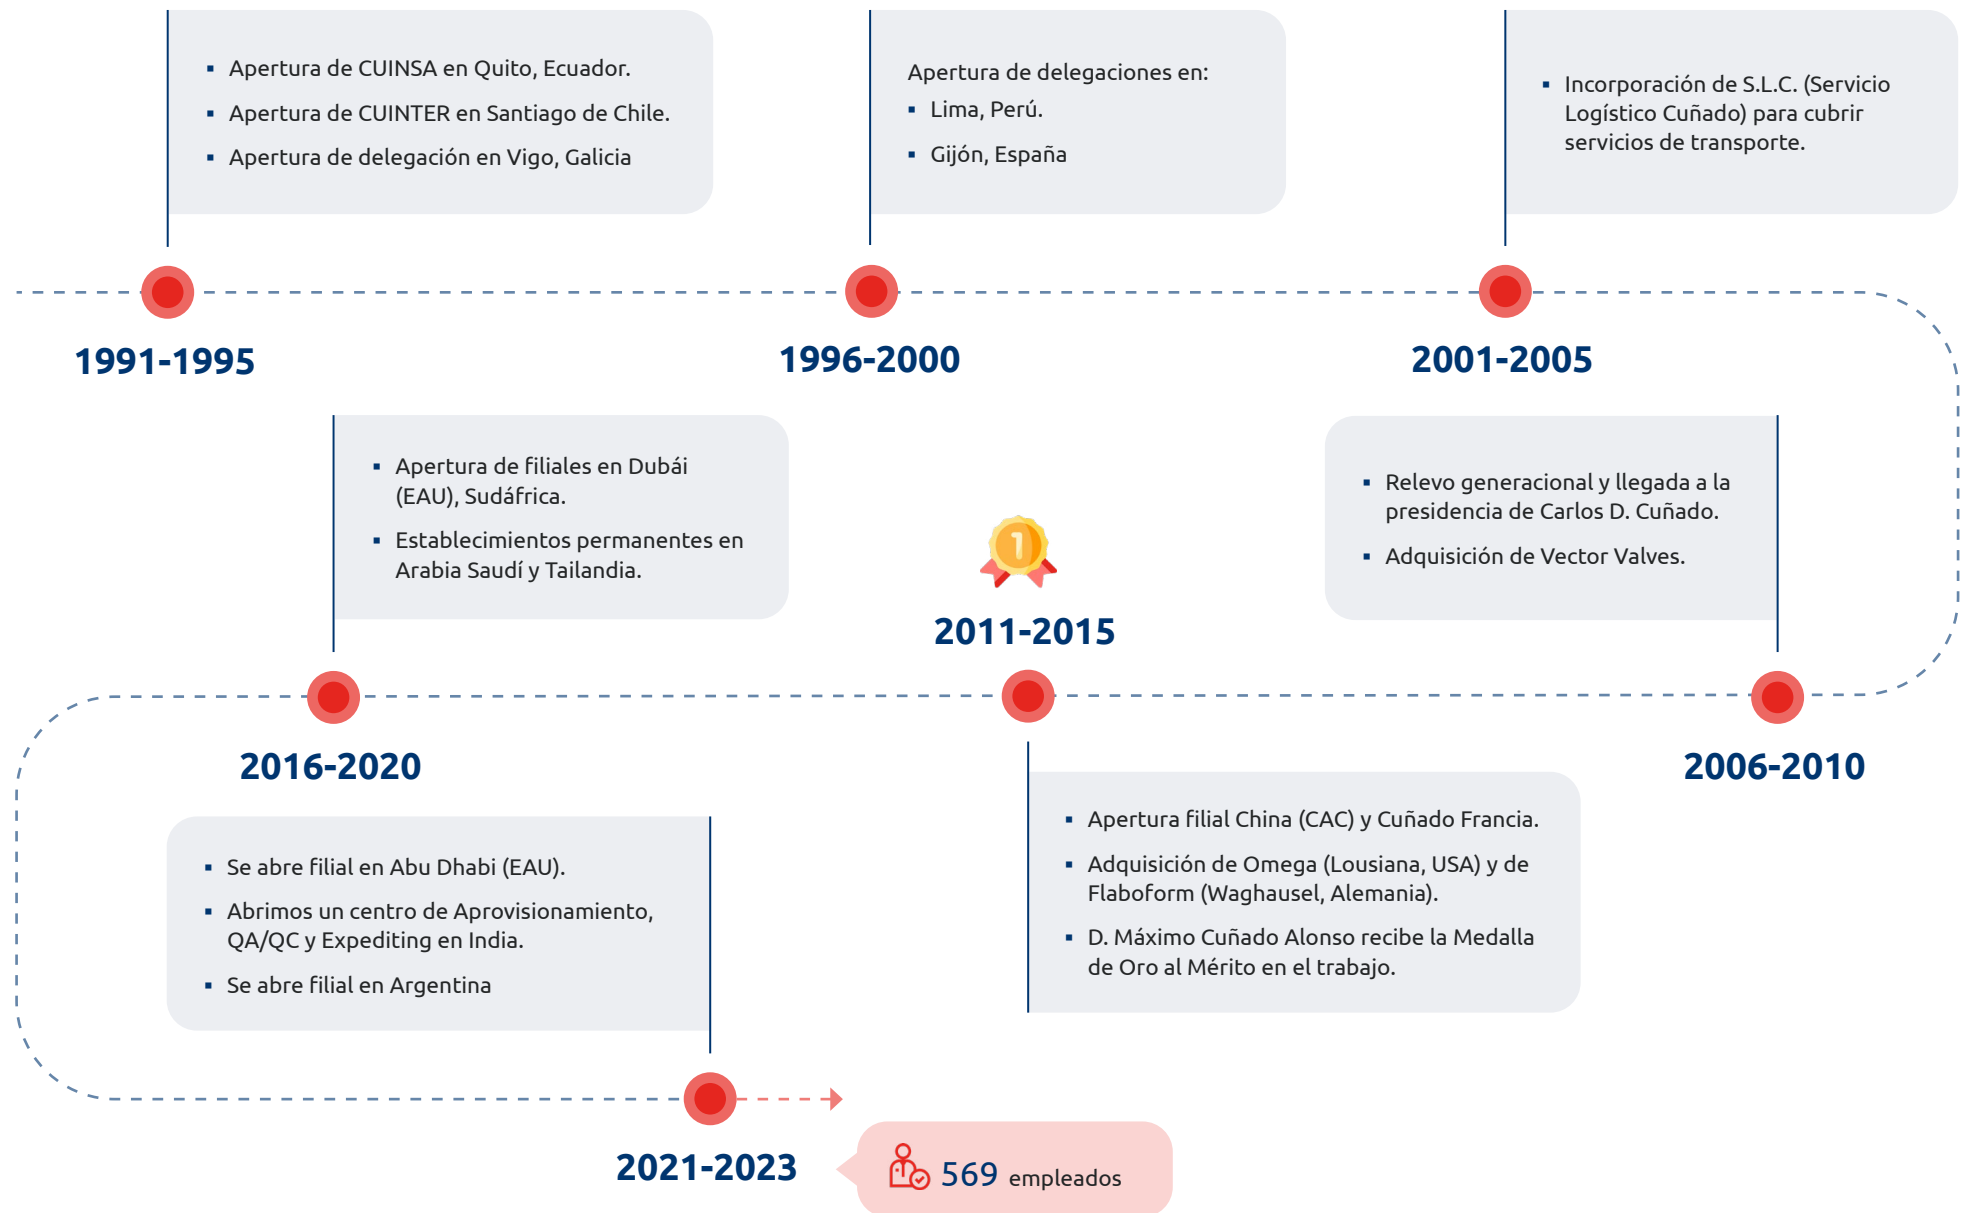 Apertura de CUINSA en Quito, Ecuador.
Apertura de CUINTER en Santiago de Chile.
Apertura de delegación en Vigo, Galicia
1991-1995
Apertura de delegaciones en:
Lima, Perú.
Gijón, España
1996-2000
Incorporación de S.L.C. (Servicio
Logístico Cuñado) para cubrir
servicios de transporte.
2001-2005
Relevo generacional y llegada a la
presidencia de Carlos D. Cuñado.
Adquisición de Vector Valves.
2006-2010
1
2011-2015
Apertura filial China (CAC) y Cuñado Francia.
Adquisición de Omega (Lousiana, USA) y de
Flaboform (Waghausel, Alemania).
D. Máximo Cuñado Alonso recibe la Medalla
de Oro al Mérito en el trabajo.
Apertura de filiales en Dubái
(EAU), Sudáfrica.
Establecimientos permanentes en
Arabia Saudí y Tailandia.
2016-2020
Se abre filial en Abu Dhabi (EAU).
Abrimos un centro de Aprovisionamiento,
QA/QC y Expediting en India.
Se abre filial en Argentina
2021-2023
569 empleados